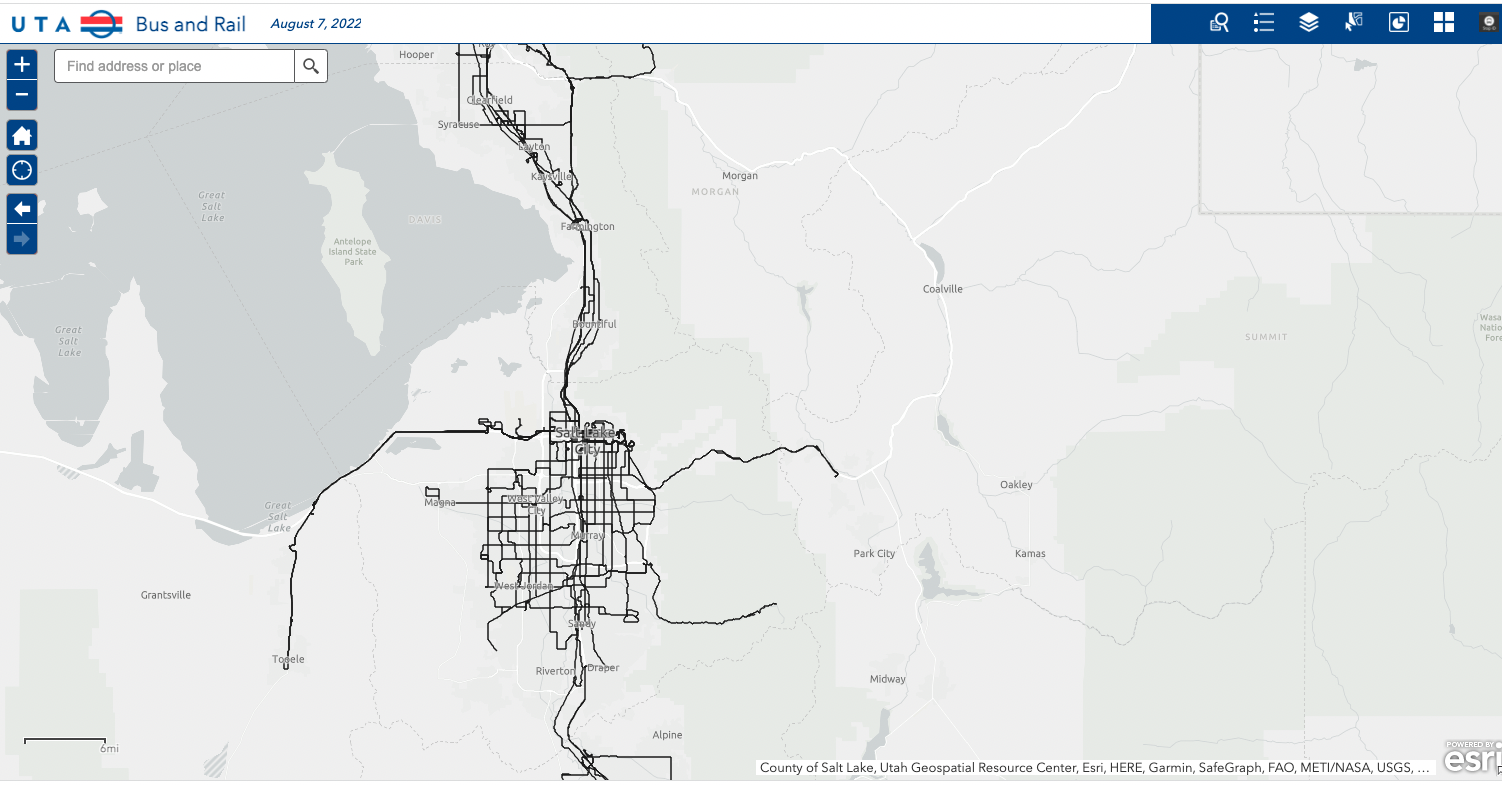 UTA Bus and Rail August 7, 2022
Find address or place
Hooper
Roy
Clearfield
Syracuse
Layton
Kaysville
Morgan
MORGAN
Great
Salt
Lake
DAVIS
Farmington
Antelope
Island State
Park
Coalville
Great
Salt
Lake
Bountiful
SUMMIT
Salt Lake
City
Oakley
Magna
West Valley
City
Great
Salt
Lake
Murray
Park City
Kamas
West Jordan
Grantsville
Sandy
Tooele
Riverton
Draper
Midway
Alpine
6mi
POWERED BY
esri
County of Salt Lake, Utah Geospatial Resource Center, Esri, HERE, Garmin, SafeGraph, FAO, METI/NASA, USGS, ...